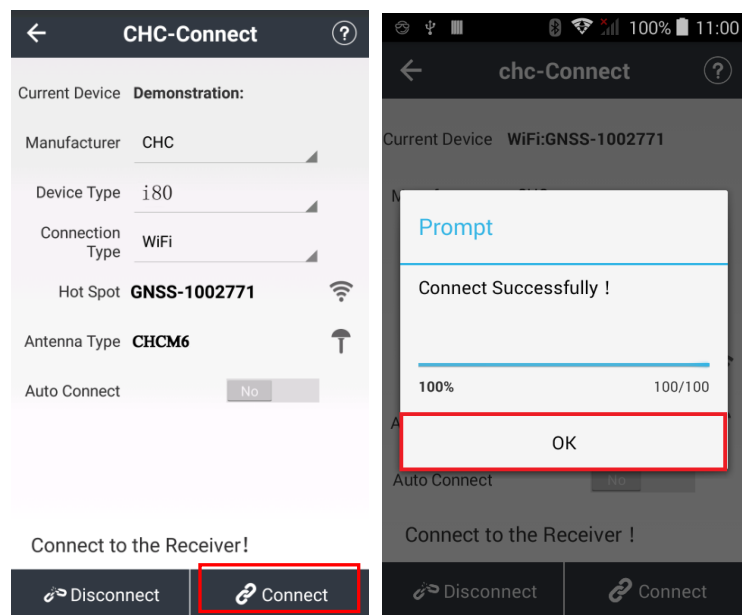 CHC-Connect
?
Current Device Demonstration:
Manufacturer CHC
Device Type i80
Connection
Type WiFi
Hot Spot GNSS-1002771
Antenna Type CHCM6
Auto Connect No
Connect to the Receiver!
Disconnect Connect
100% 11:00
chc-Connect
?
Current Device WiFi:GNSS-1002771
Prompt
Connect Successfully !
100% 100/100
OK
Auto Connect No
Connect to the Receiver !
Disconnect Connect